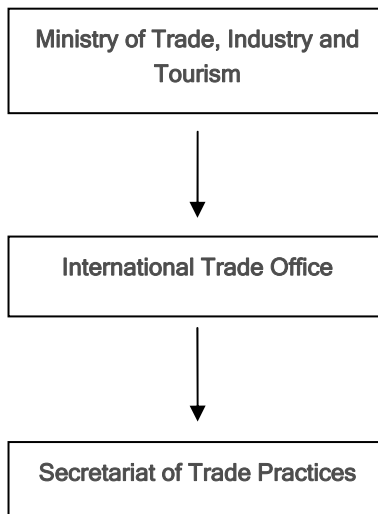 Ministry of Trade, Industry and
Tourism
International Trade Office
Secretariat of Trade Practices